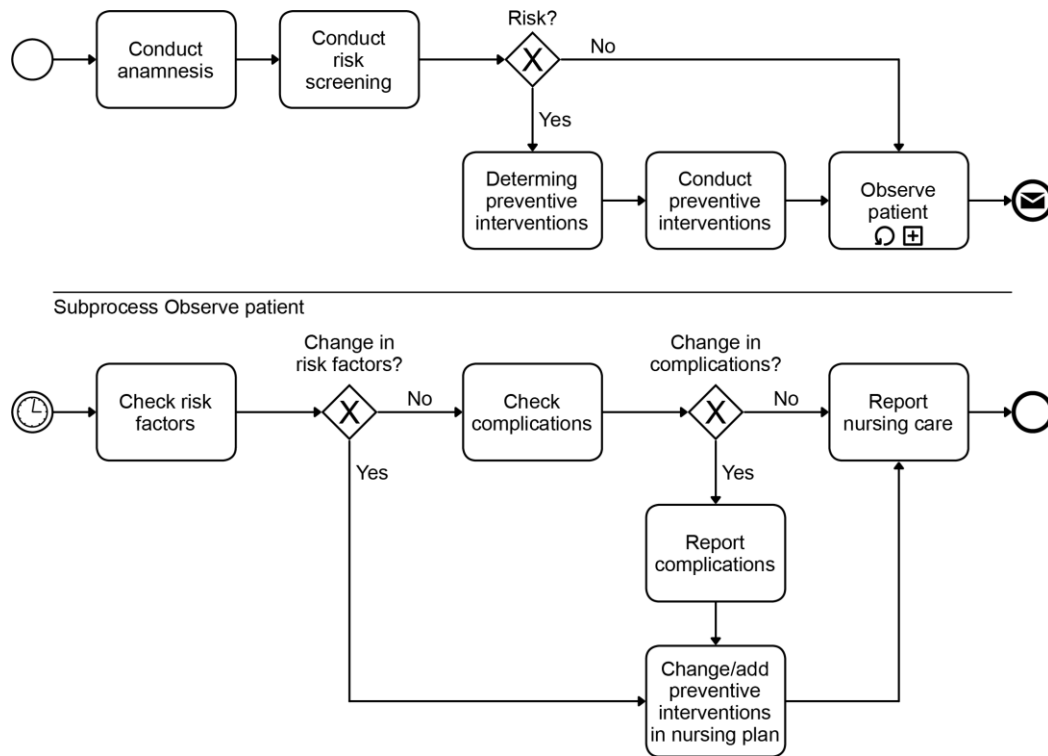 Risk?
Conduct
anamnesis
Conduct
risk
screening
X
No
Yes
Determing
preventive
interventions
Conduct
preventive
interventions
Observe
patient
Subprocess Observe patient
Change in
risk factors?
Change in
complications?
Check risk
factors
X
No
Check
complications
X
No
Report
nursing care
Yes
Yes
Report
complications
Change/add
preventive
interventions
in nursing plan